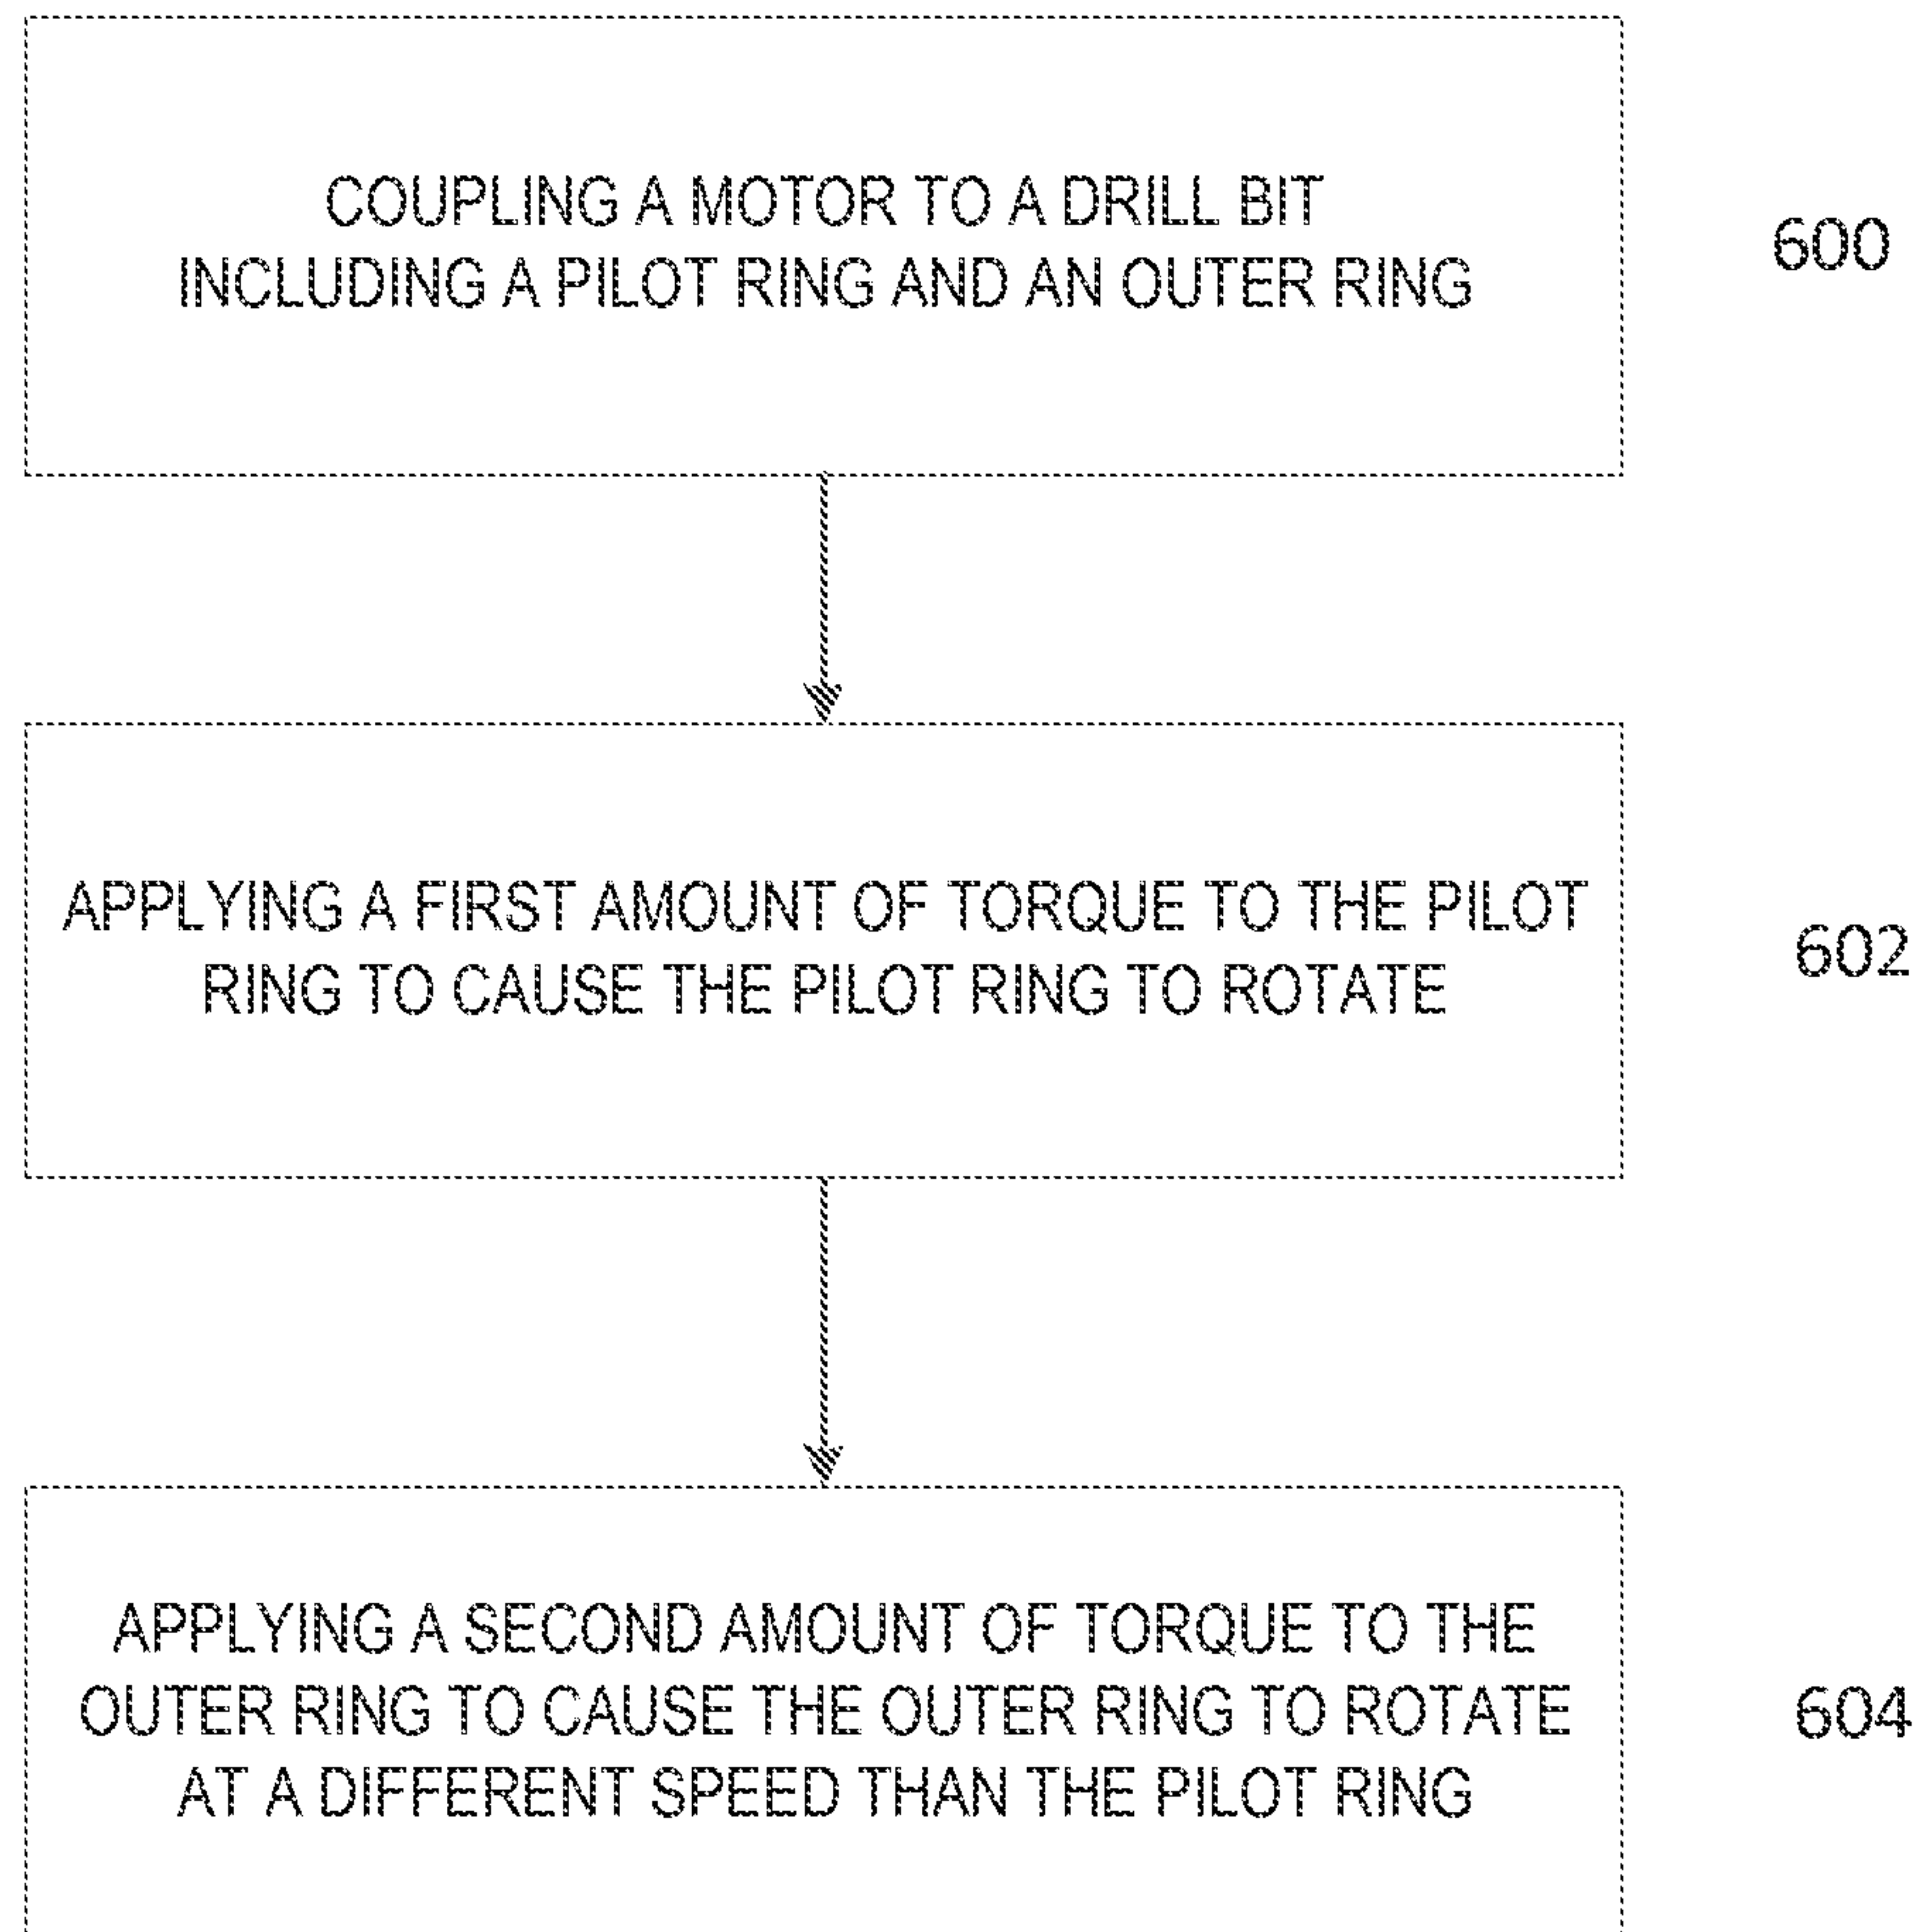 COUPLING A MOTOR TO A DRILL BIT
INCLUDING A PILOT RING AND AN OUTER RING
600
APPLYING A FIRST AMOUNT OF TORQUE TO THE PILOT
RING TO CAUSE THE PILOT RING TO ROTATE
602
APPLYING A SECOND AMOUNT OF TORQUE TO THE
OUTER RING TO CAUSE THE OUTER RING TO ROTATE
AT A DIFFERENT SPEED THAN THE PILOT RING
604